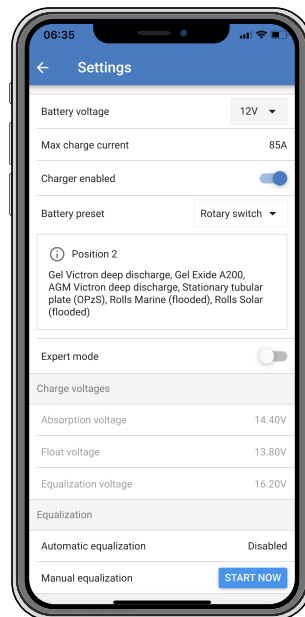 06:35
Settings
Battery voltage 12V
Max charge current 85A
Charger enabled
Battery preset Rotary switch
Position 2
Gel Victron deep discharge, Gel Exide A200,
AGM Victron deep discharge, Stationary tubular
plate (OPzS), Rolls Marine (flooded), Rolls Solar
(flooded)
Expert mode
Charge voltages
Absorption voltage 14.40V
Float voltage 13.80V
Equalization voltage 16.20V
Equalization
Automatic equalization Disabled
Manual equalization START NOW